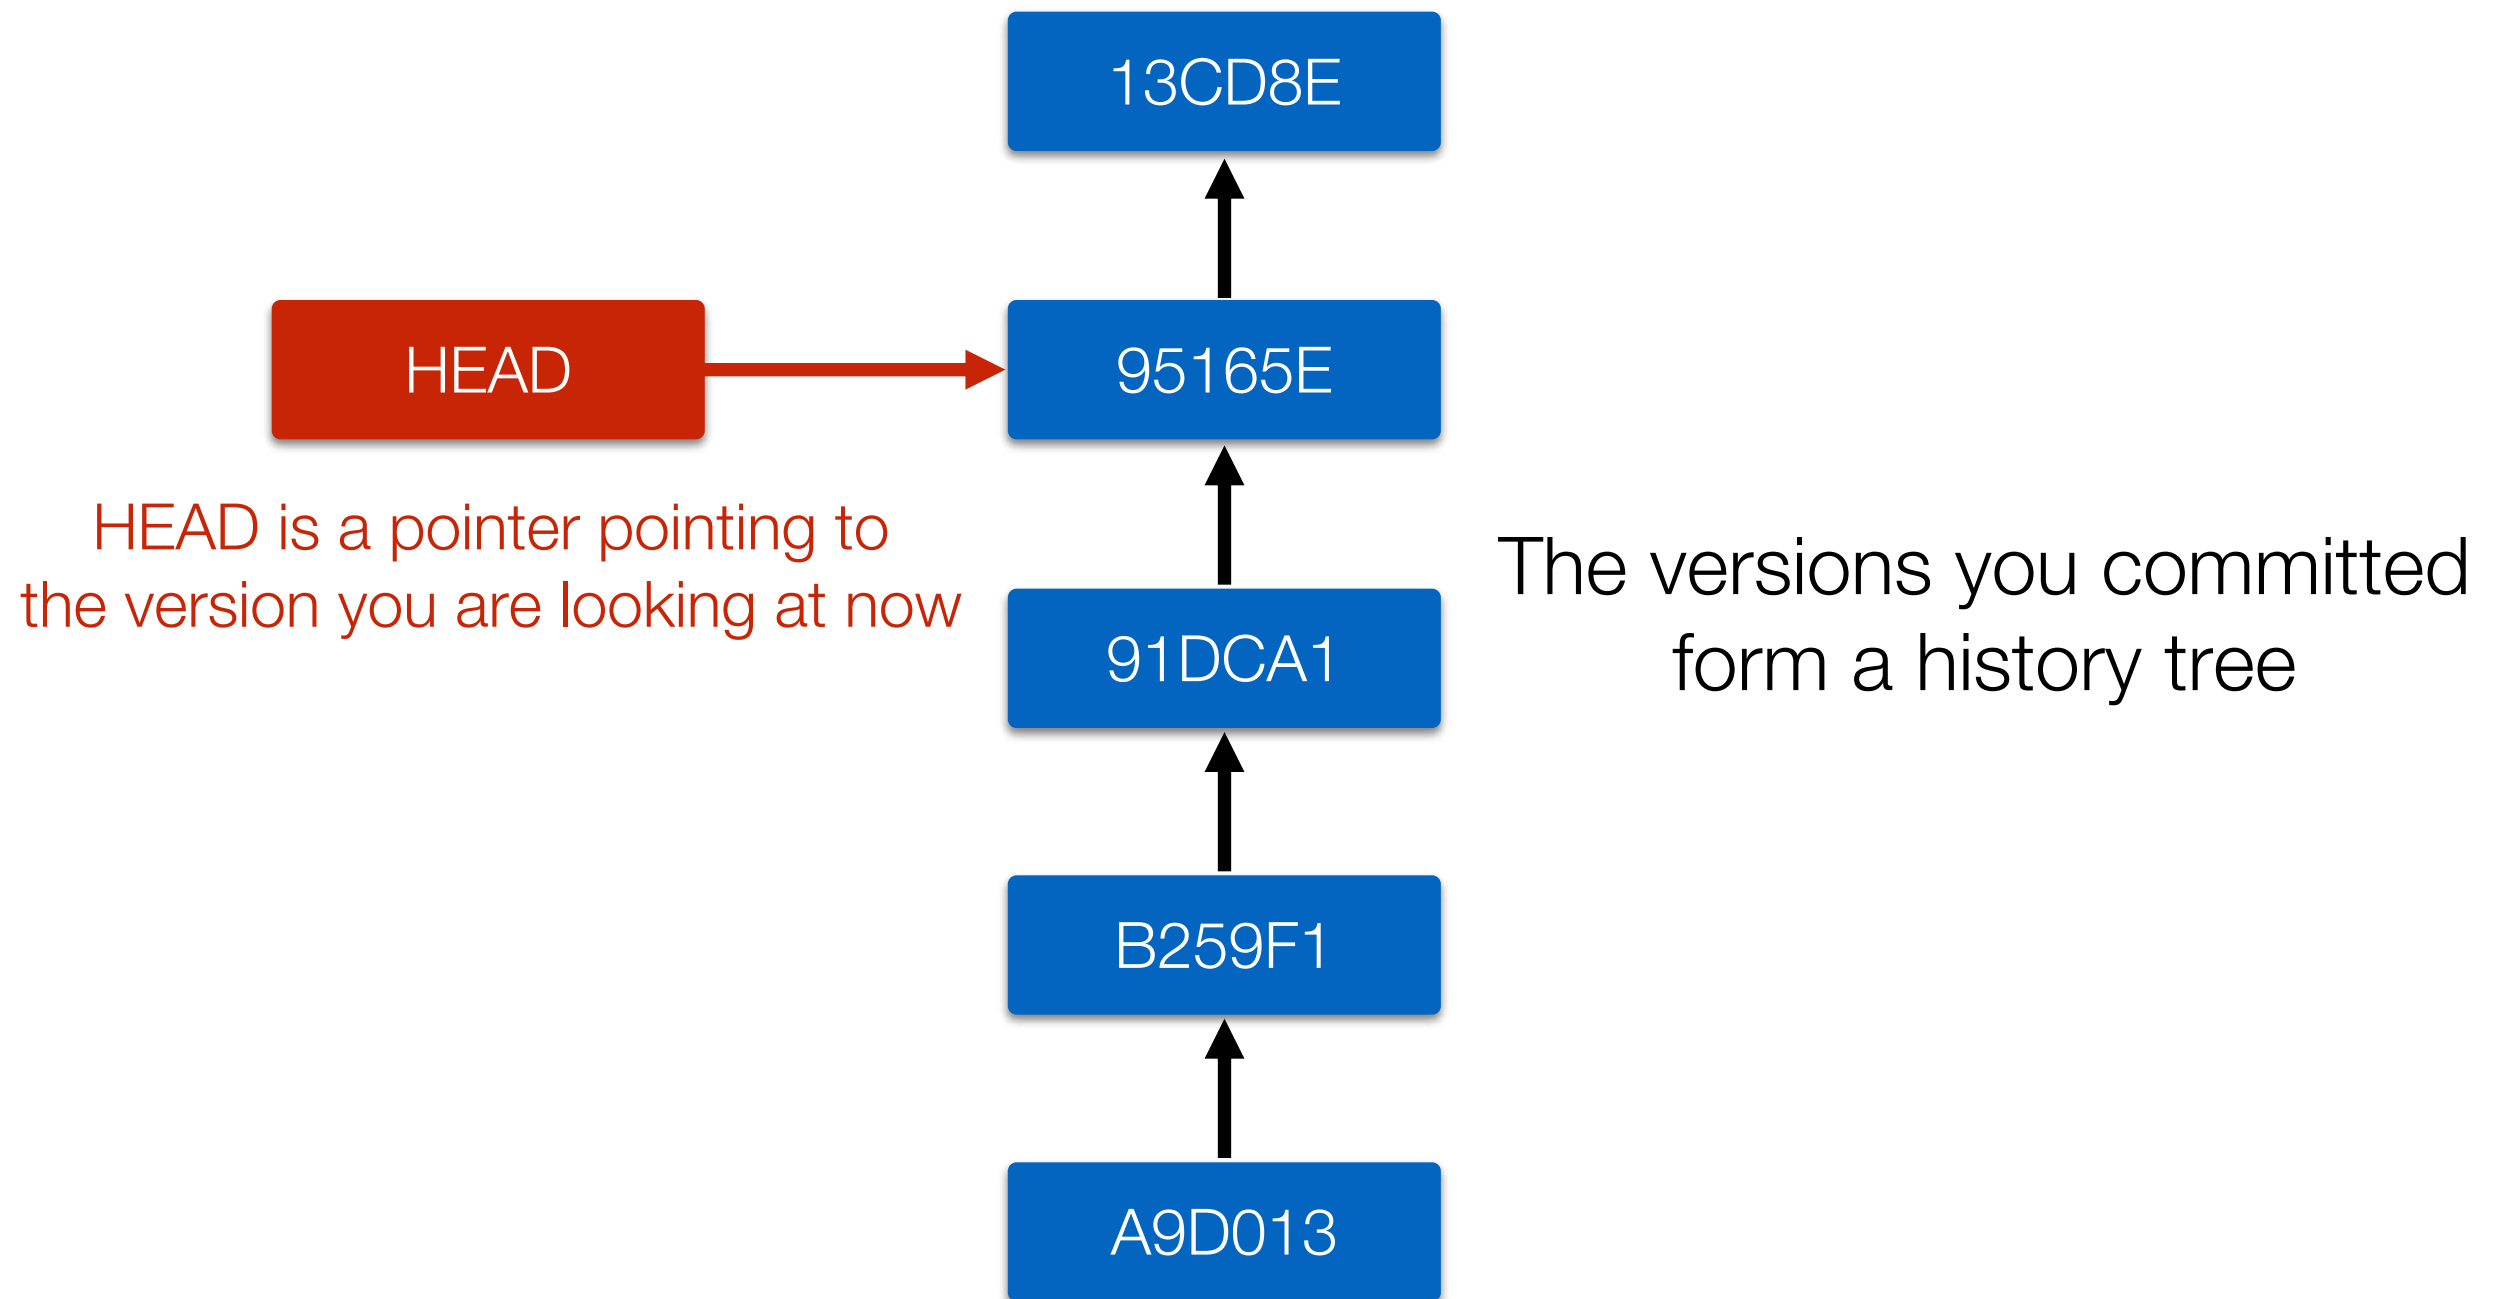 13CD8E
HEAD
95165E
HEAD is a pointer pointing to
the version you are looking at now
The versions you committed
form a history tree
91DCA1
B259F1
A9D013